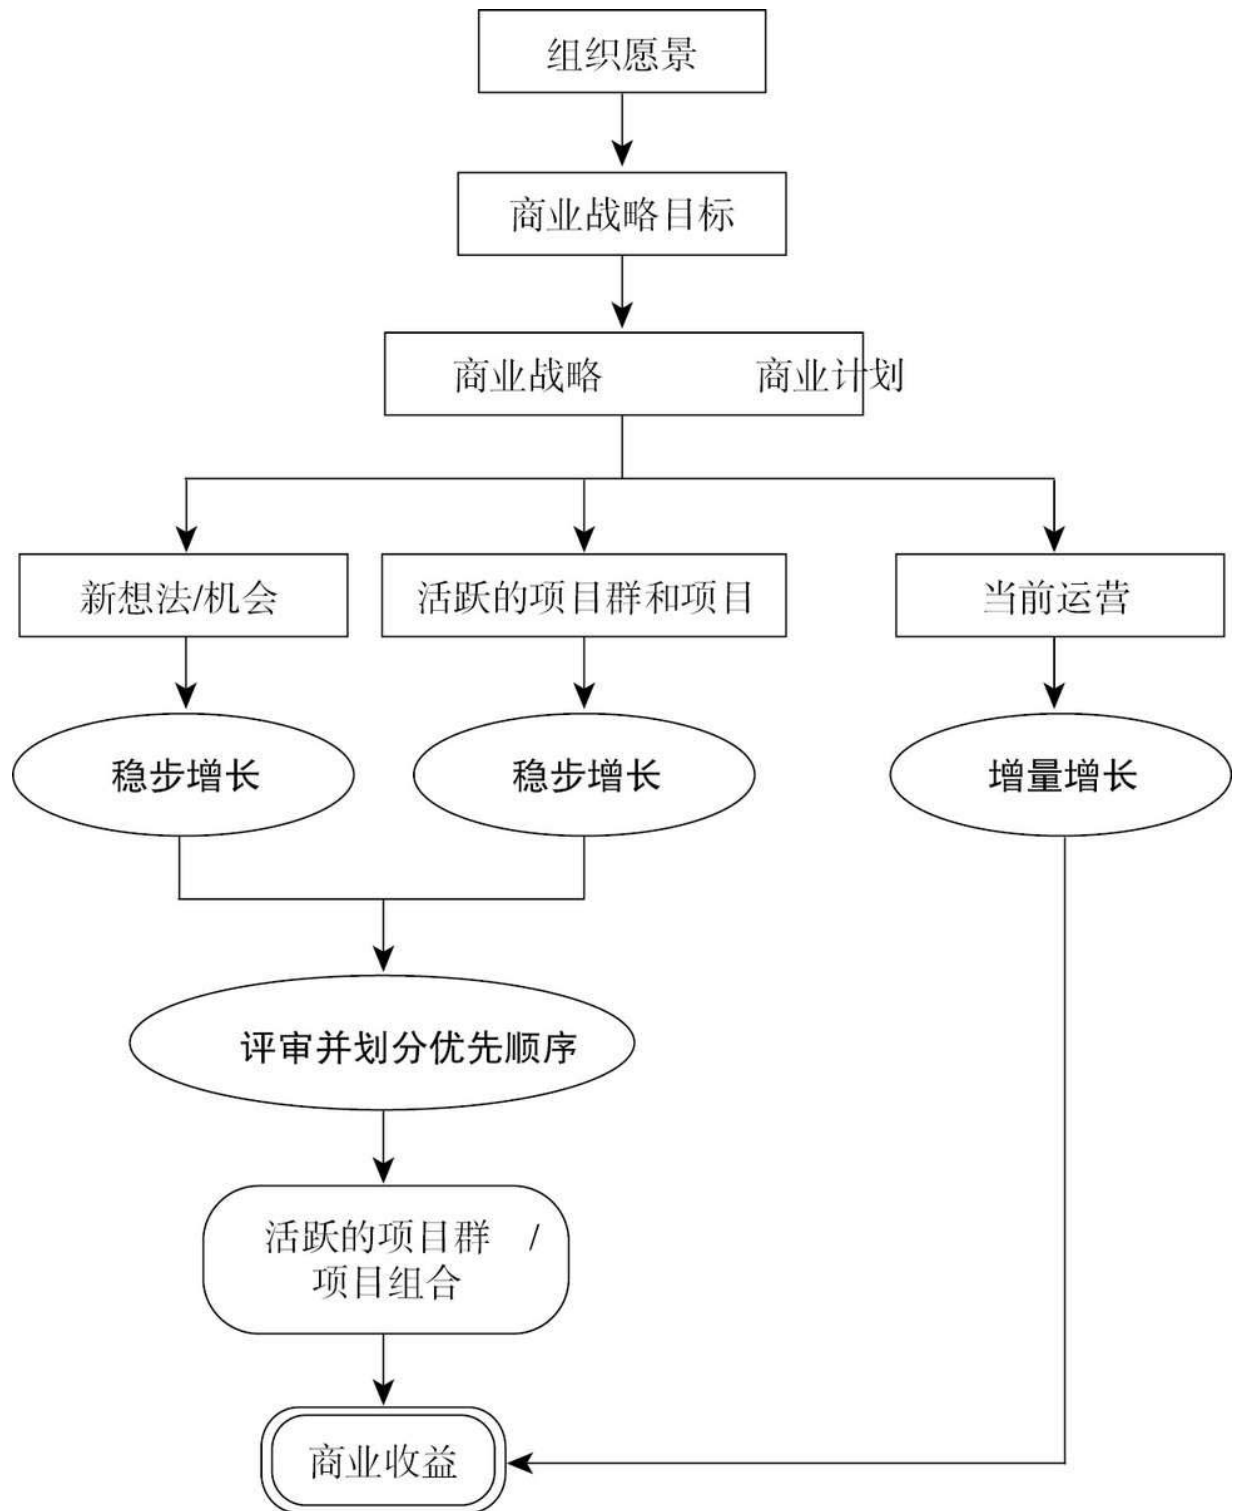 组织愿景
商业战略目标
商业战略 商业计划
新想法/机会 活跃的项目群和项目 当前运营
稳步增长 稳步增长 增量增长
评审并划分优先顺序
活跃的项目群 /
项目组合
商业收益